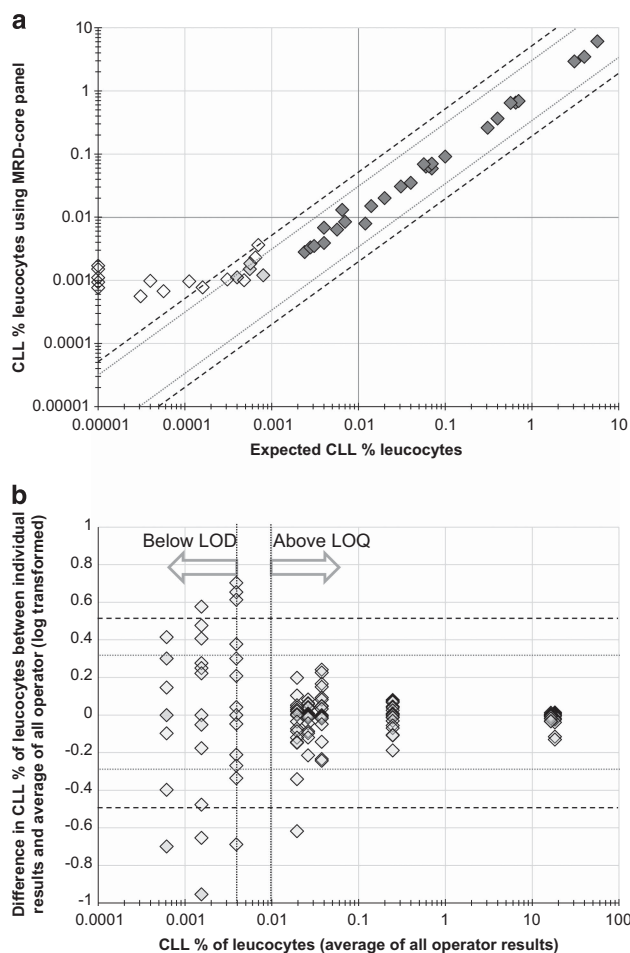 a
CLL % leucocytes using MRD-core panel
10
1
0.1
0.01
0.001
0.0001
0.00001
0.00001 0.0001 0.001 0.01 0.1 1 10
Expected CLL % leucocytes
b
Difference in CLL % of leucocytes between individual
results and average of all operator (log transformed)
1
0.8
0.6
0.4
0.2
0
-0.2
-0.4
-0.6
-0.8
-1
Below LOD
Above LOQ
0.0001 0.001 0.01 0.1 1 10 100
CLL % of leucocytes (average of all operator results)